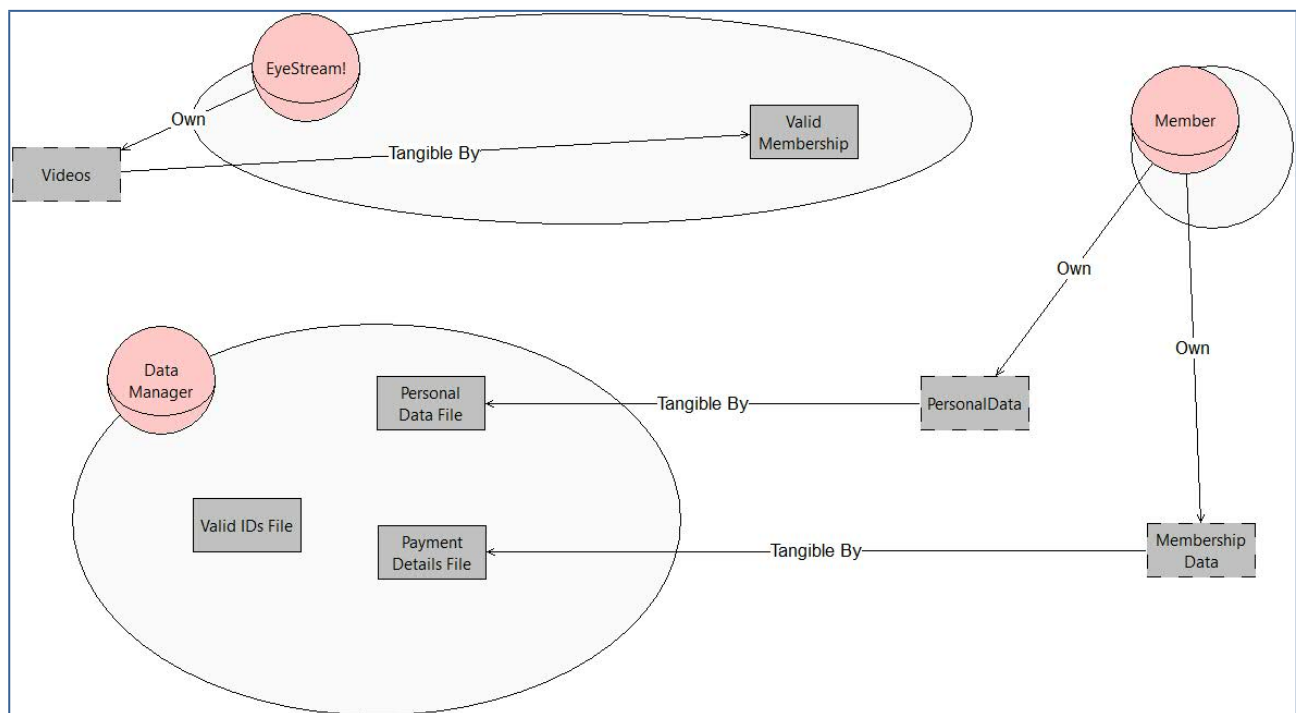 EyeStream!
Own
Valid
Membership
Member
Tangible By
Videos
Own
Own
Data
Manager
Personal
Data File
Tangible By
PersonalData
Valid IDs File
Payment
Details File
Tangible By
Membership
Data